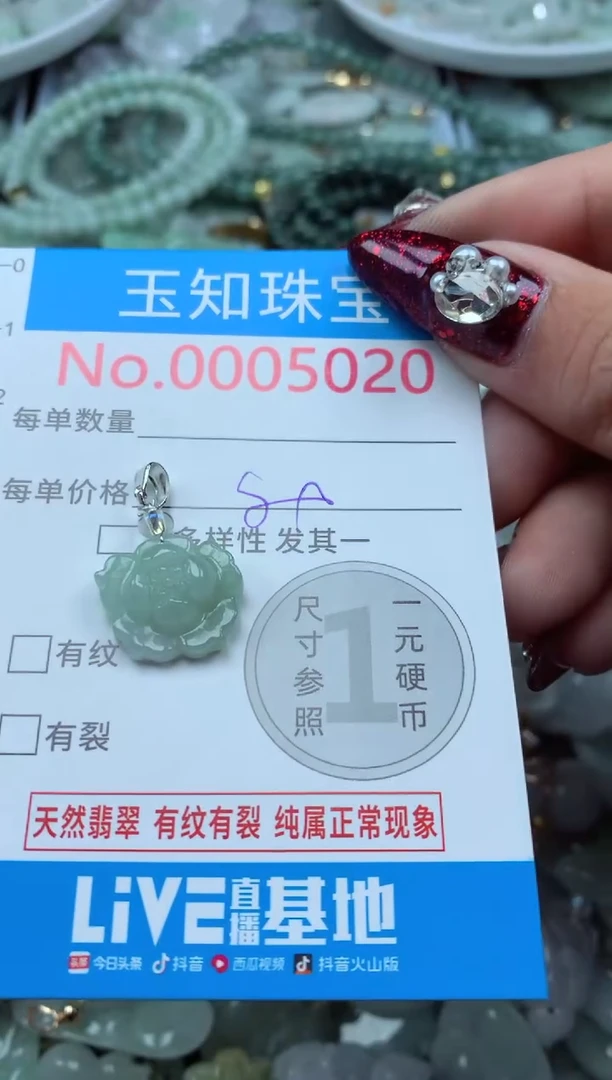 0
1
2
玉知珠宝
No.0005020
每单数量
每单价格
多样性 发其一
尺寸参照
1
一元硬币
有纹
有裂
天然翡翠 有纹有裂 纯属正常现象
LiVE直播基地
今日头条 抖音 西瓜视频 抖音火山版